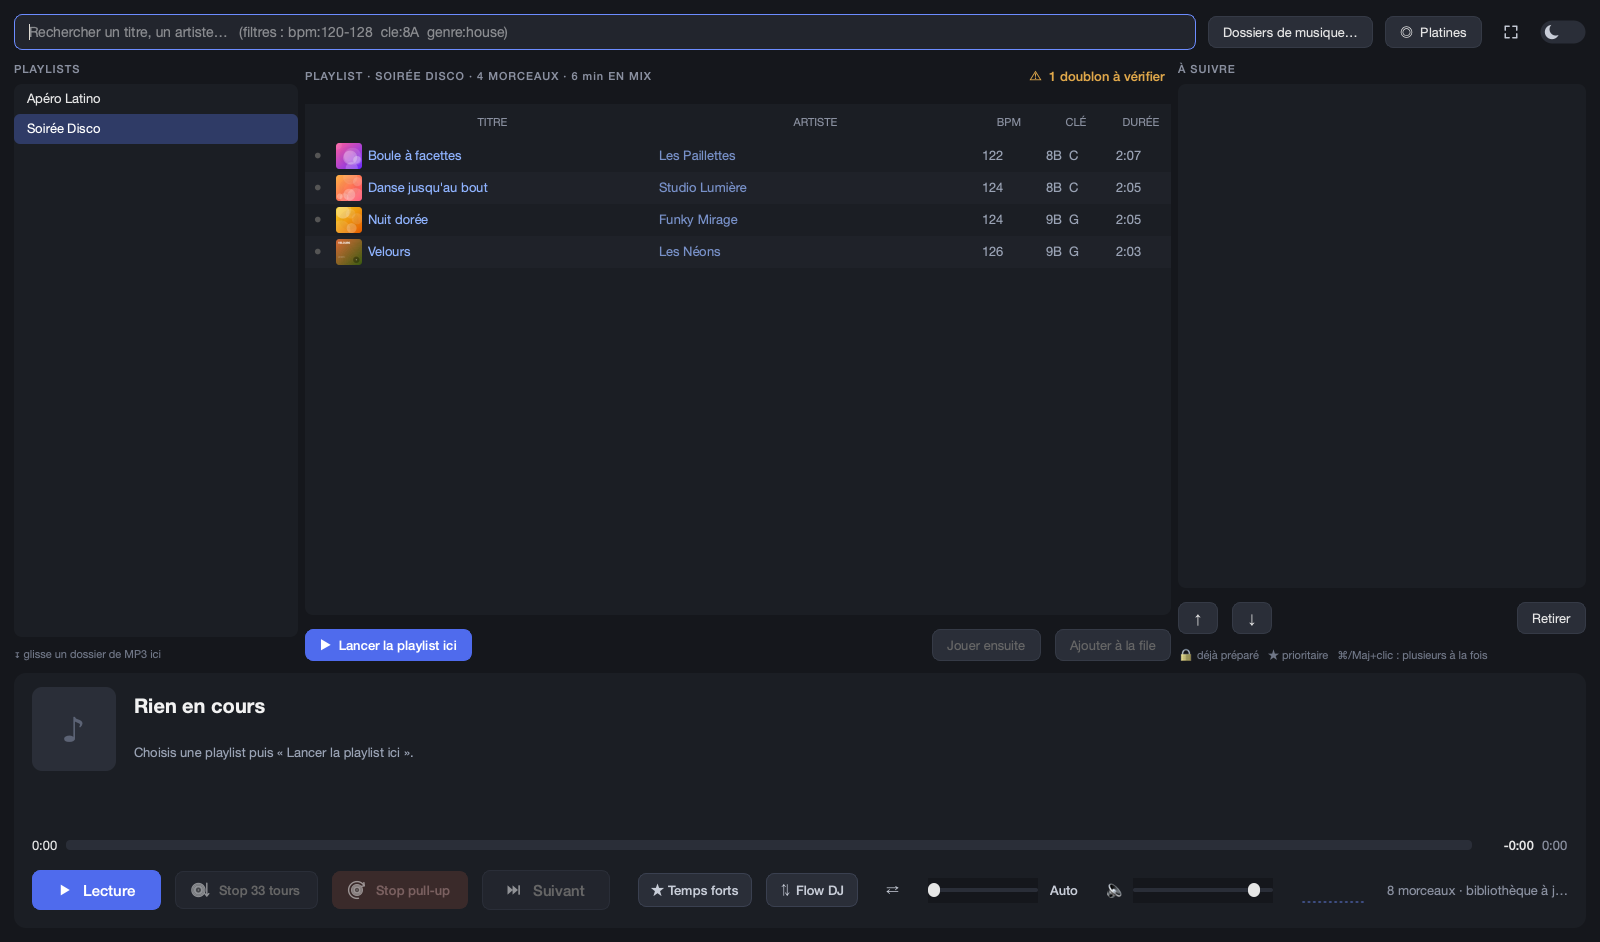 Rechercher un titre, un artiste… (filtres : bpm:120-128 cle:8A genre:house)
Dossiers de musique…
Platines
PLAYLISTS
Apéro Latino
Soirée Disco
↧ glisse un dossier de MP3 ici
PLAYLIST · SOIRÉE DISCO · 4 MORCEAUX · 6 min EN MIX
⚠ 1 doublon à vérifier
TITRE ARTISTE BPM CLÉ DURÉE
Boule à facettes Les Paillettes 122 8B C 2:07
Danse jusqu'au bout Studio Lumière 124 8B C 2:05
Nuit dorée Funky Mirage 124 9B G 2:05
Velours Les Néons 126 9B G 2:03
Lancer la playlist ici
Jouer ensuite
Ajouter à la file
À SUIVRE
↑ ↓
Retirer
🔒 déjà préparé ★ prioritaire ⌘/Maj+clic : plusieurs à la fois
Rien en cours
Choisis une playlist puis « Lancer la playlist ici ».
0:00
-0:00 0:00
Lecture
Stop 33 tours
Stop pull-up
Suivant
★ Temps forts
⇅ Flow DJ
⇄
Auto
8 morceaux · bibliothèque à j…